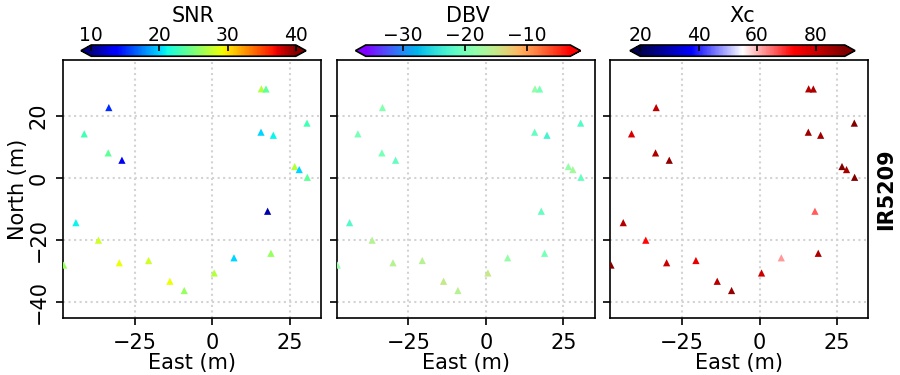 SNR DBV Xc
10 20 30 40 −30 −20 −10 20 40 60 80
North (m)
20
0
−20
−40
IR5209
−25 0 25 −25 0 25 −25 0 25
East (m) East (m) East (m)